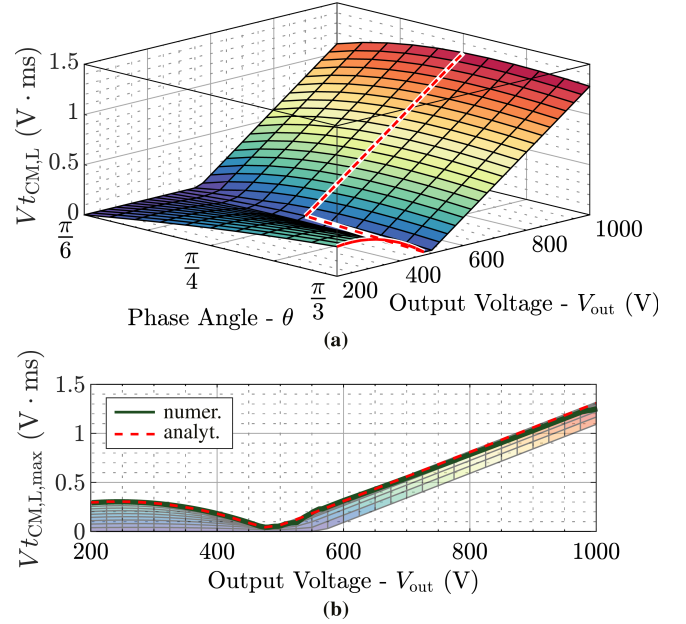 1.5
1
0.5
0
Vt_CM,L (V · ms)
π/6
π/4
π/3
Phase Angle - θ
200
400
600
800
1000
Output Voltage - V_out (V)
(a)
1.5
1
0.5
0
Vt_CM,L,max (V · ms)
numer.
analyt.
200
400
600
800
1000
Output Voltage - V_out (V)
(b)